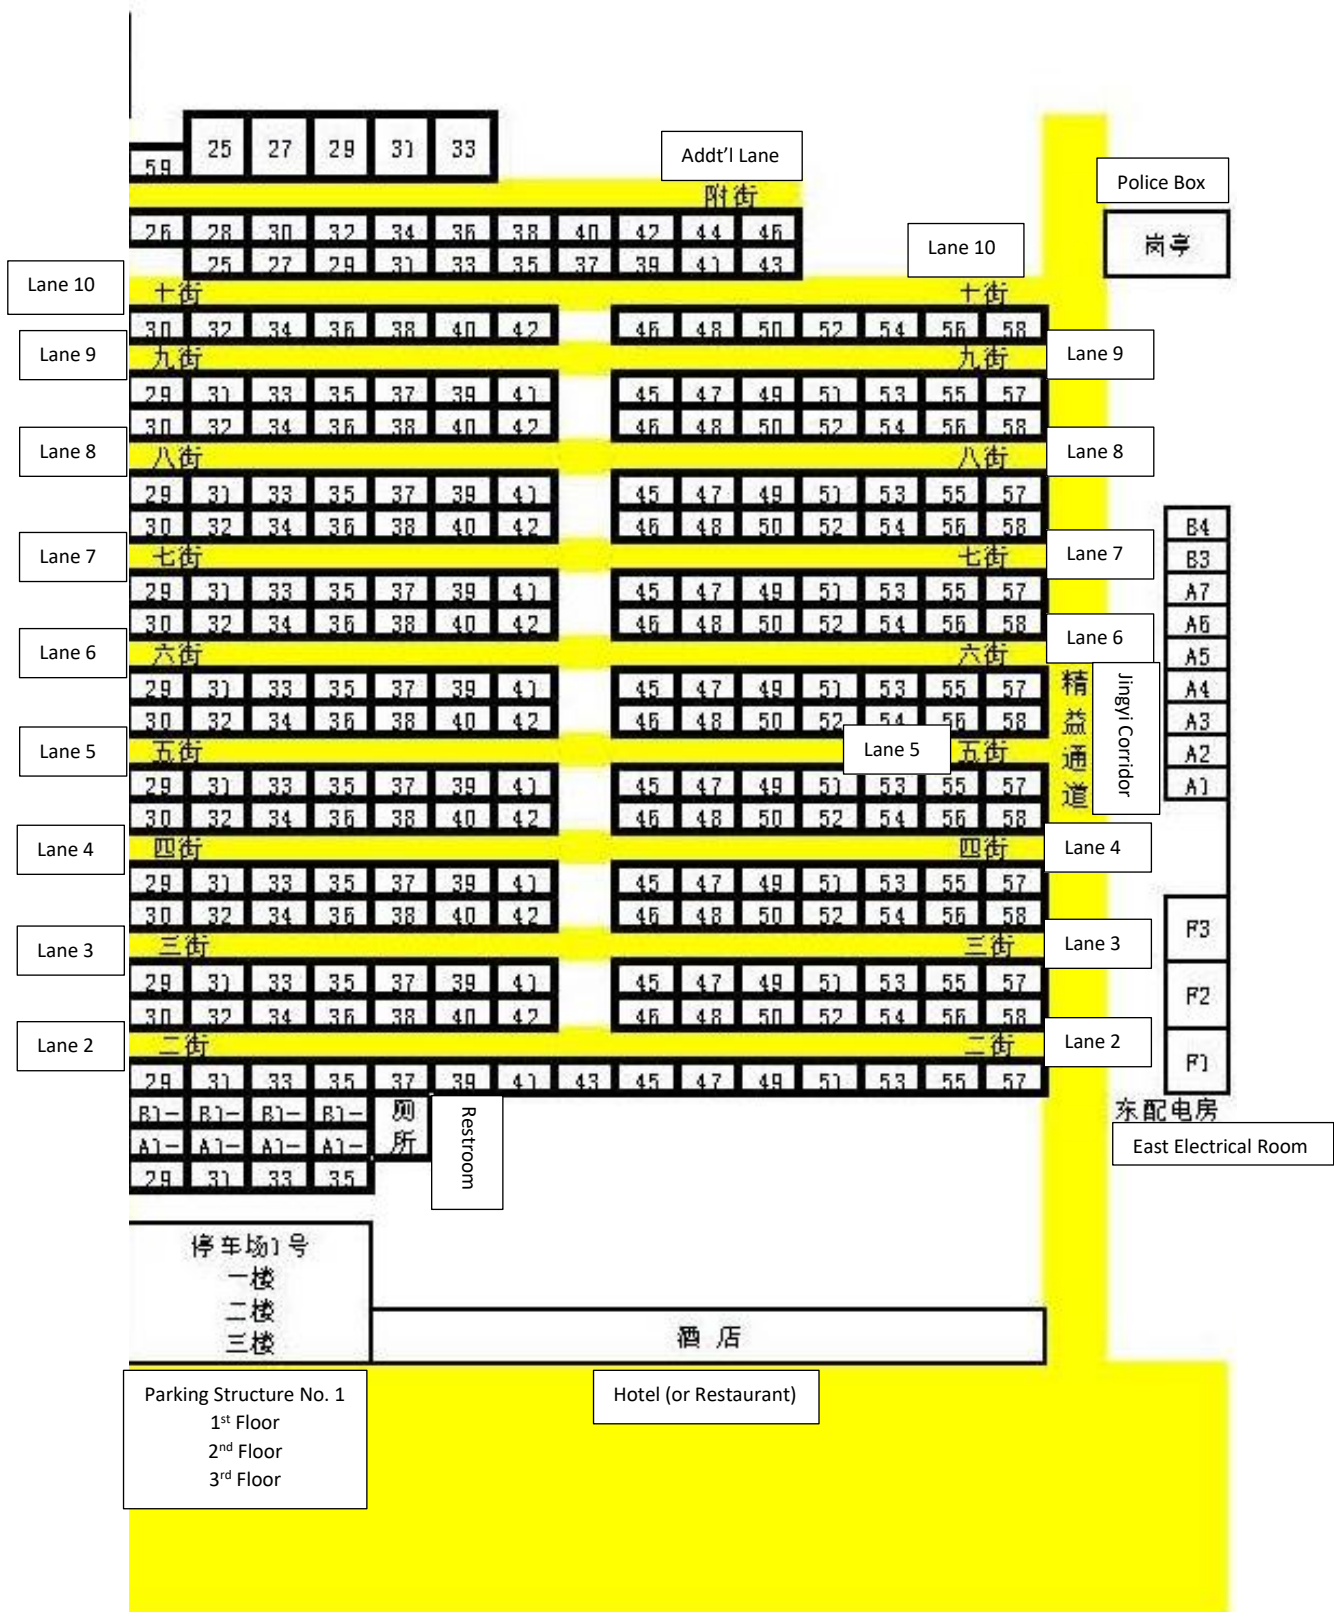 25 27 29 31 33
59
Addt'l Lane
Police Box
附街
26 28 30 32 34 36 38 40 42 44 46
岗亭
25 27 29 31 33 35 37 39 41 43
Lane 10
Lane 10
十街 十街
30 32 34 36 38 40 42 46 48 50 52 54 56 58
Lane 9
九街 九街
Lane 9
29 31 33 35 37 39 41 45 47 49 51 53 55 57
30 32 34 36 38 40 42 46 48 50 52 54 56 58
Lane 8
八街 八街
Lane 8
29 31 33 35 37 39 41 45 47 49 51 53 55 57
30 32 34 36 38 40 42 46 48 50 52 54 56 58
Lane 7
七街 七街
Lane 7
29 31 33 35 37 39 41 45 47 49 51 53 55 57
30 32 34 36 38 40 42 46 48 50 52 54 56 58
Lane 6
六街 六街
Lane 6
29 31 33 35 37 39 41 45 47 49 51 53 55 57
30 32 34 36 38 40 42 46 48 50 52 54 56 58
Lane 5
五街
Lane 5
五街
29 31 33 35 37 39 41 45 47 49 51 53 55 57
30 32 34 36 38 40 42 46 48 50 52 54 56 58
Lane 4
四街 四街
Lane 4
29 31 33 35 37 39 41 45 47 49 51 53 55 57
30 32 34 36 38 40 42 46 48 50 52 54 56 58
Lane 3
三街 三街
Lane 3
29 31 33 35 37 39 41 45 47 49 51 53 55 57
30 32 34 36 38 40 42 46 48 50 52 54 56 58
Lane 2
二街 二街
Lane 2
29 31 33 35 37 39 41 43 45 47 49 51 53 55 57
B1- B1- B1- B1-
A1- A1- A1- A1-
29 31 33 35
厕所
Restroom
精益通道
Jingyi Corridor
B4
B3
A7
A6
A5
A4
A3
A2
A1
F3
F2
F1
东配电房
East Electrical Room
停车场1号
一楼
二楼
三楼
酒店
Parking Structure No. 1
1st Floor
2nd Floor
3rd Floor
Hotel (or Restaurant)